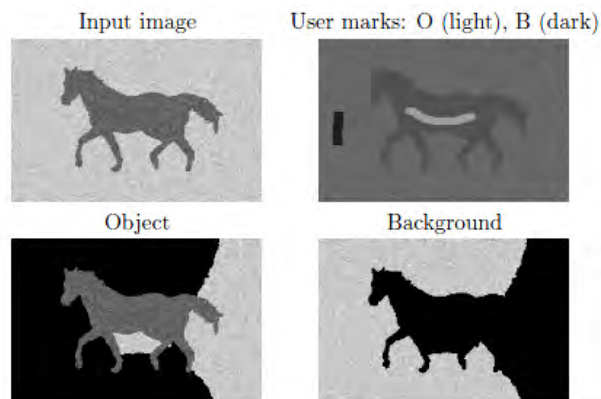 Input image
User marks: O (light), B (dark)
Object
Background